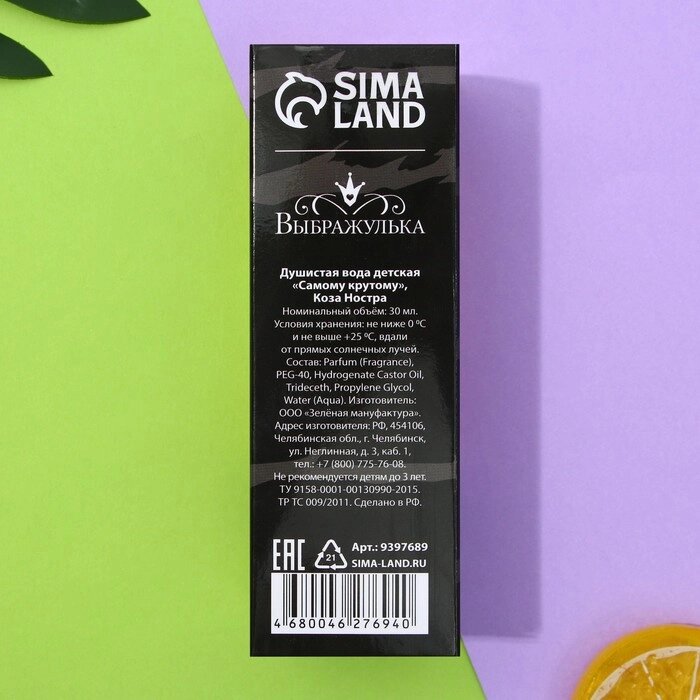 SIMA
LAND
ВЫБРАЖУЛЬКА
Душистая вода детская
«Самому крутому»,
Коза Ностра
Номинальный объём: 30 мл.
Условия хранения: не ниже 0 ºС
и не выше +25 ºС, вдали
от прямых солнечных лучей.
Состав: Parfum (Fragrance),
PEG-40, Hydrogenate Castor Oil,
Trideceth, Propylene Glycol,
Water (Aqua). Изготовитель:
ООО «Зелёная мануфактура».
Адрес изготовителя: РФ, 454106,
Челябинская обл., г. Челябинск,
ул. Неглинная, д. 3, каб. 1,
тел.: +7 (800) 775-76-08.
Не рекомендуется детям до 3 лет.
ТУ 9158-0001-00130990-2015.
ТР ТС 009/2011. Сделано в РФ.
EAC 21 Арт.: 9397689
SIMA-LAND.RU
4 680046 276940